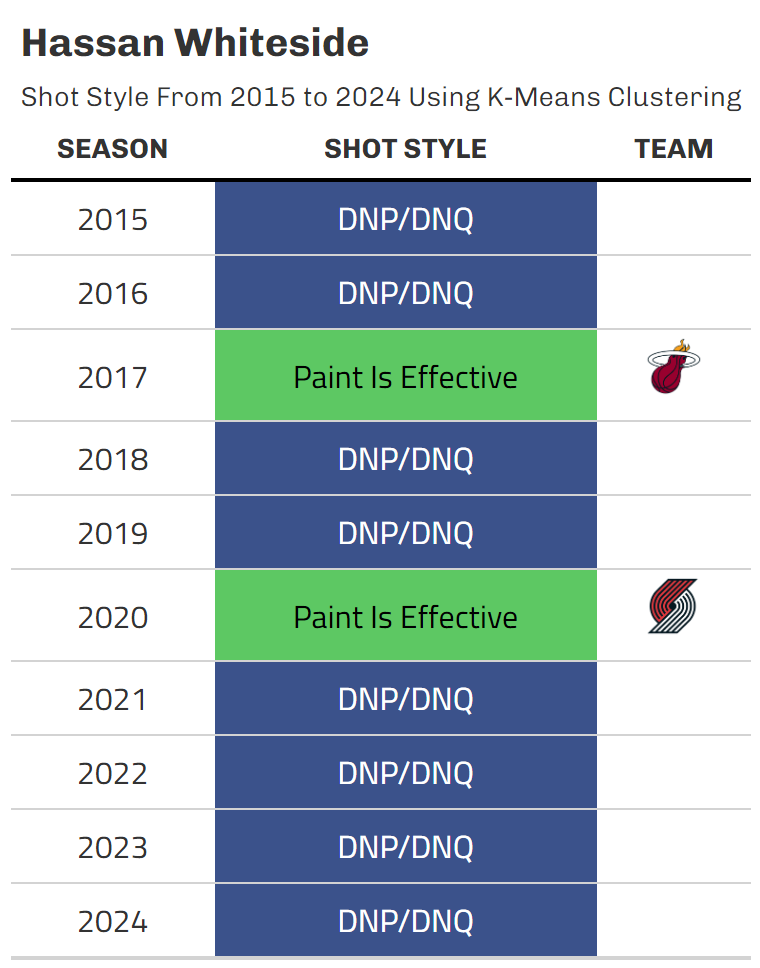 Hassan Whiteside
Shot Style From 2015 to 2024 Using K-Means Clustering
SEASON SHOT STYLE TEAM
2015 DNP/DNQ
2016 DNP/DNQ
2017 Paint Is Effective
2018 DNP/DNQ
2019 DNP/DNQ
2020 Paint Is Effective
2021 DNP/DNQ
2022 DNP/DNQ
2023 DNP/DNQ
2024 DNP/DNQ